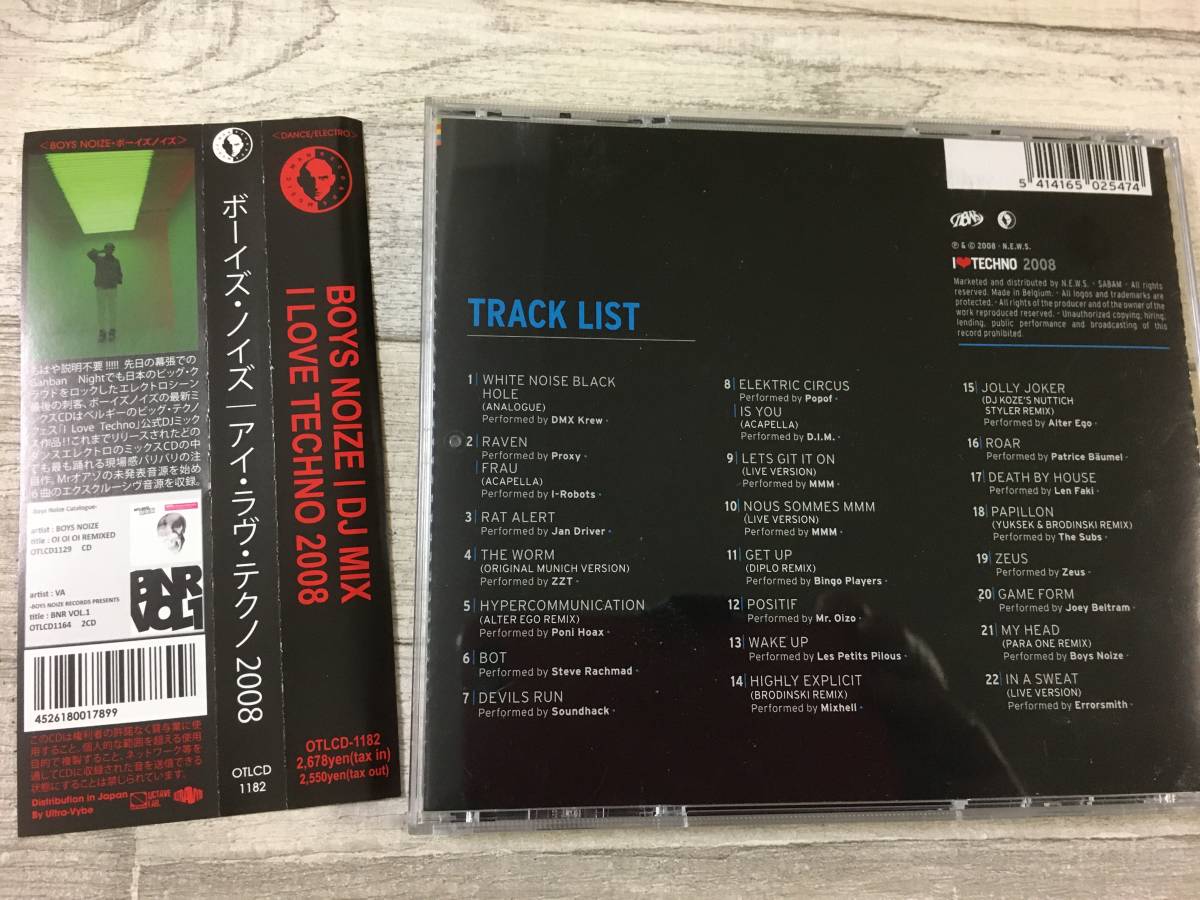 <BOYS NOIZE・ボーイズノイズ>
もはや説明不要!!!!! 先日の幕張での
Ganban Nightでも日本のビッグ・ク
ラウドをロックしたエレクトロシーン
最後の刺客、ボーイズノイズの最新ミ
ックスCDはベルギーのビッグ・テクノ
フェス「I Love Techno」公式DJミック
ス作品!!これまでリリースされたどの
ダンスエレクトロのミックスCDの中
でも最も踊れる現場感バリバリの注
目作。Mrオアゾの未発表音源を始め
6曲のエクスクルーシヴ音源を収録。
-Boys Noize Catalogue-
artist : BOYS NOIZE
title : OI OI OI REMIXED
OTLCD1129 CD
artist : VA
-BOYS NOIZE RECORDS PRESENTS
title : BNR VOL.1
OTLCD1164 2CD
BNR
VOL1
4526180017899
このCDは権利者の許諾なく賃与業に使
用すること、個人的な範囲を超える使用
目的で複製すること、ネットワーク等を
通してCDに収録された音を送信できる
状態にすることは禁じられています。
Distribution in Japan
By Ultra-Vybe
OCTAVE
LAB.
ボーイズ・ノイズ | アイ・ラヴ・テクノ 2008
OTLCD
1182
<DANCE/ELECTRO>
BOYS NOIZE | DJ MIX
I LOVE TECHNO 2008
OTLCD-1182
2,678yen(tax in)
2,550yen(tax out)
5 414165 025474
BNR
℗ & © 2008 · N.E.W.S.
I❤TECHNO 2008
Marketed and distributed by N.E.W.S. · SABAM · All rights
reserved. Made in Belgium. · All logos and trademarks are
protected. · All rights of the producer and of the owner of the
work reproduced reserved. · Unauthorized copying, hiring,
lending, public performance and broadcasting of this
record prohibited.
TRACK LIST
1 WHITE NOISE BLACK
HOLE
(ANALOGUE)
Performed by DMX Krew ·
2 RAVEN
Performed by Proxy ·
FRAU
(ACAPELLA)
Performed by I-Robots ·
3 RAT ALERT
Performed by Jan Driver ·
4 THE WORM
(ORIGINAL MUNICH VERSION)
Performed by ZZT ·
5 HYPERCOMMUNICATION
(ALTER EGO REMIX)
Performed by Poni Hoax ·
6 BOT
Performed by Steve Rachmad ·
7 DEVILS RUN
Performed by Soundhack ·
8 ELEKTRIC CIRCUS
Performed by Popof ·
IS YOU
(ACAPELLA)
Performed by D.I.M. ·
9 LETS GIT IT ON
(LIVE VERSION)
Performed by MMM ·
10 NOUS SOMMES MMM
(LIVE VERSION)
Performed by MMM ·
11 GET UP
(DIPLO REMIX)
Performed by Bingo Players ·
12 POSITIF
Performed by Mr. Oizo ·
13 WAKE UP
Performed by Les Petits Pilous ·
14 HIGHLY EXPLICIT
(BRODINSKI REMIX)
Performed by Mixhell ·
15 JOLLY JOKER
(DJ KOZE'S NUTTICH
STYLER REMIX)
Performed by Alter Ego ·
16 ROAR
Performed by Patrice Bäumel ·
17 DEATH BY HOUSE
Performed by Len Faki ·
18 PAPILLON
(YUKSEK & BRODINSKI REMIX)
Performed by The Subs ·
19 ZEUS
Performed by Zeus ·
20 GAME FORM
Performed by Joey Beltram ·
21 MY HEAD
(PARA ONE REMIX)
Performed by Boys Noize ·
22 IN A SWEAT
(LIVE VERSION)
Performed by Errorsmith ·